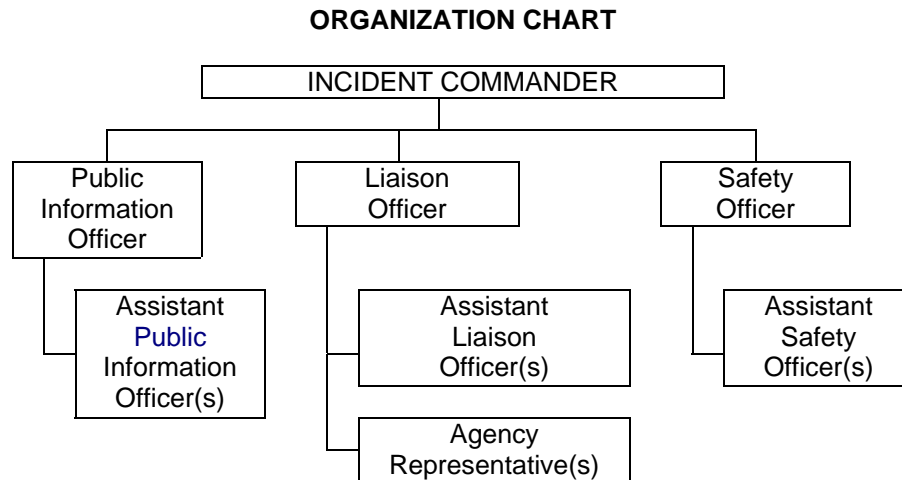 ORGANIZATION CHART
INCIDENT COMMANDER
Public
Information
Officer
Liaison
Officer
Safety
Officer
Assistant
Public
Information
Officer(s)
Assistant
Liaison
Officer(s)
Assistant
Safety
Officer(s)
Agency
Representative(s)